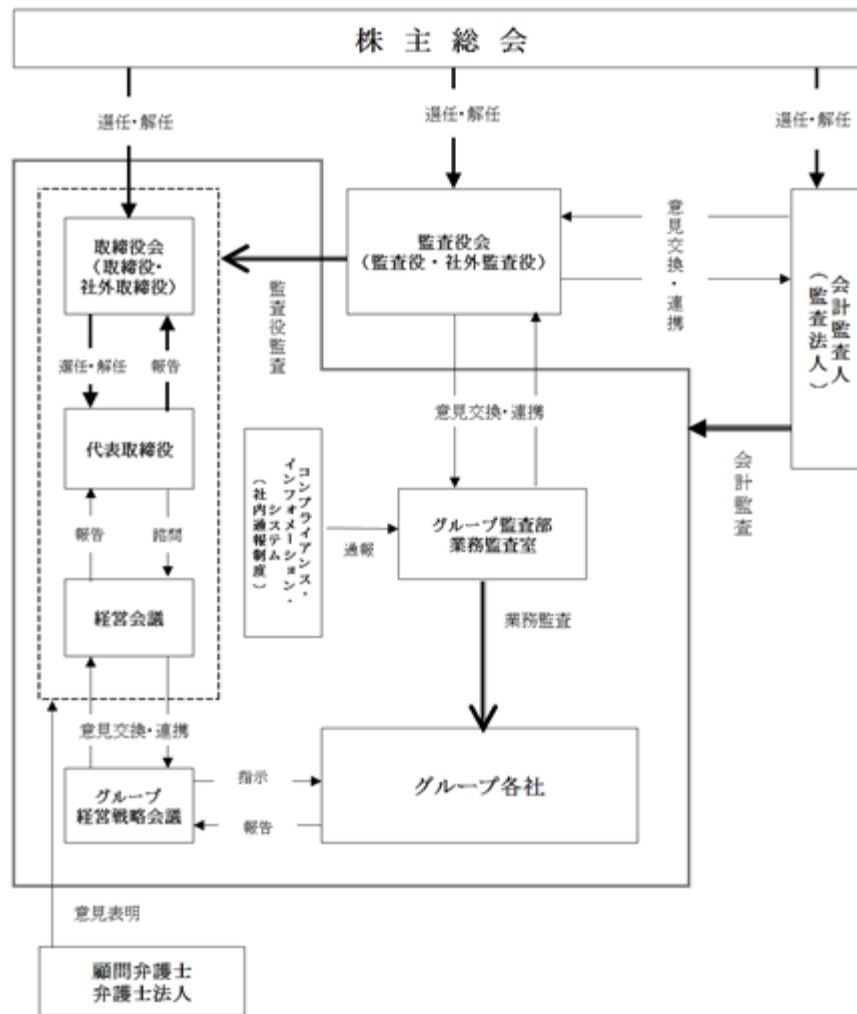 株主総会
選任・解任
選任・解任
選任・解任
取締役会
（取締役・
社外取締役）
監査役会
（監査役・社外監査役）
意見交換・連携
会計監査人
（監査法人）
監査役監査
選任・解任
報告
意見交換・連携
会計監査
代表取締役
コンプライアンス・
インフォメーション・
システム
（社内通報制度）
通報
グループ監査部
業務監査室
報告
諮問
経営会議
業務監査
意見交換・連携
グループ
経営戦略会議
指示
報告
グループ各社
意見表明
顧問弁護士
弁護士法人